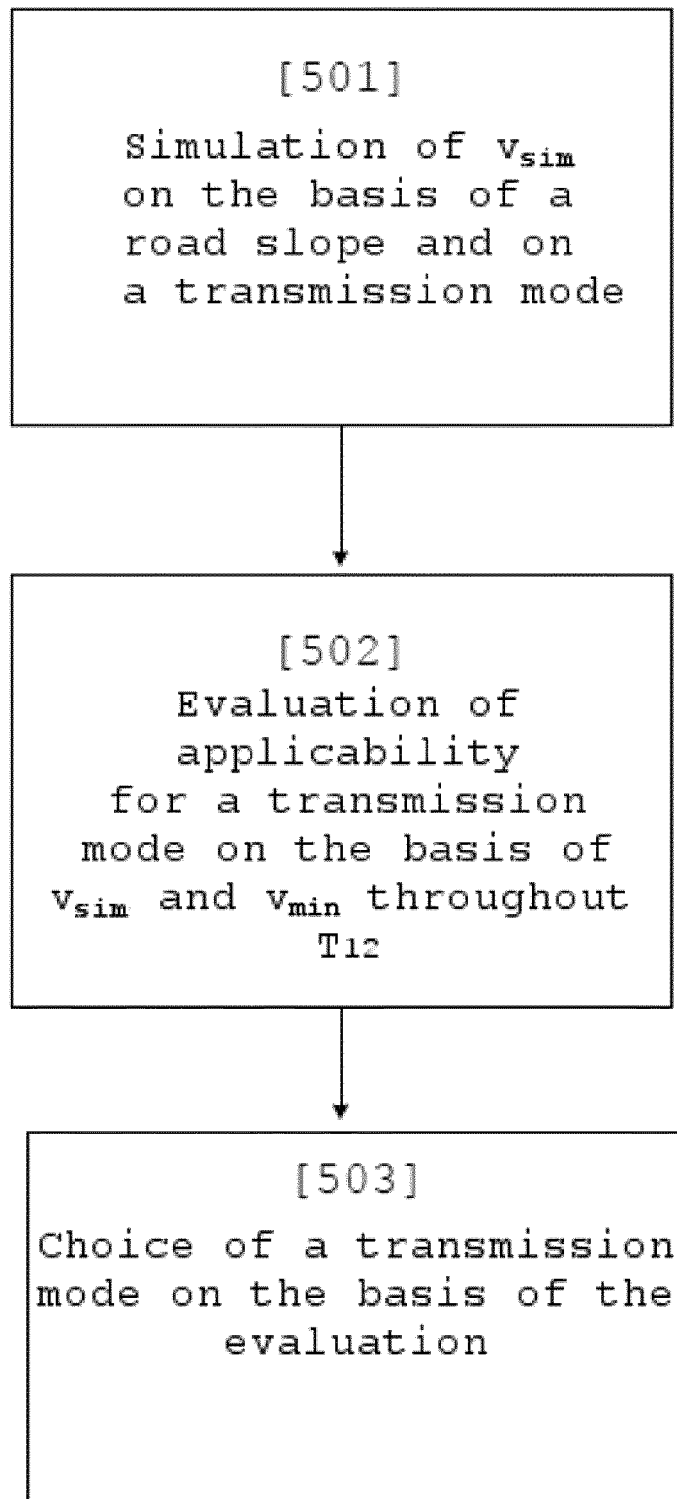 [501]
Simulation of vsim
on the basis of a
road slope and on
a transmission mode
[502]
Evaluation of
applicability
for a transmission
mode on the basis of
vsim and vmin throughout
T12
[503]
Choice of a transmission
mode on the basis of the
evaluation